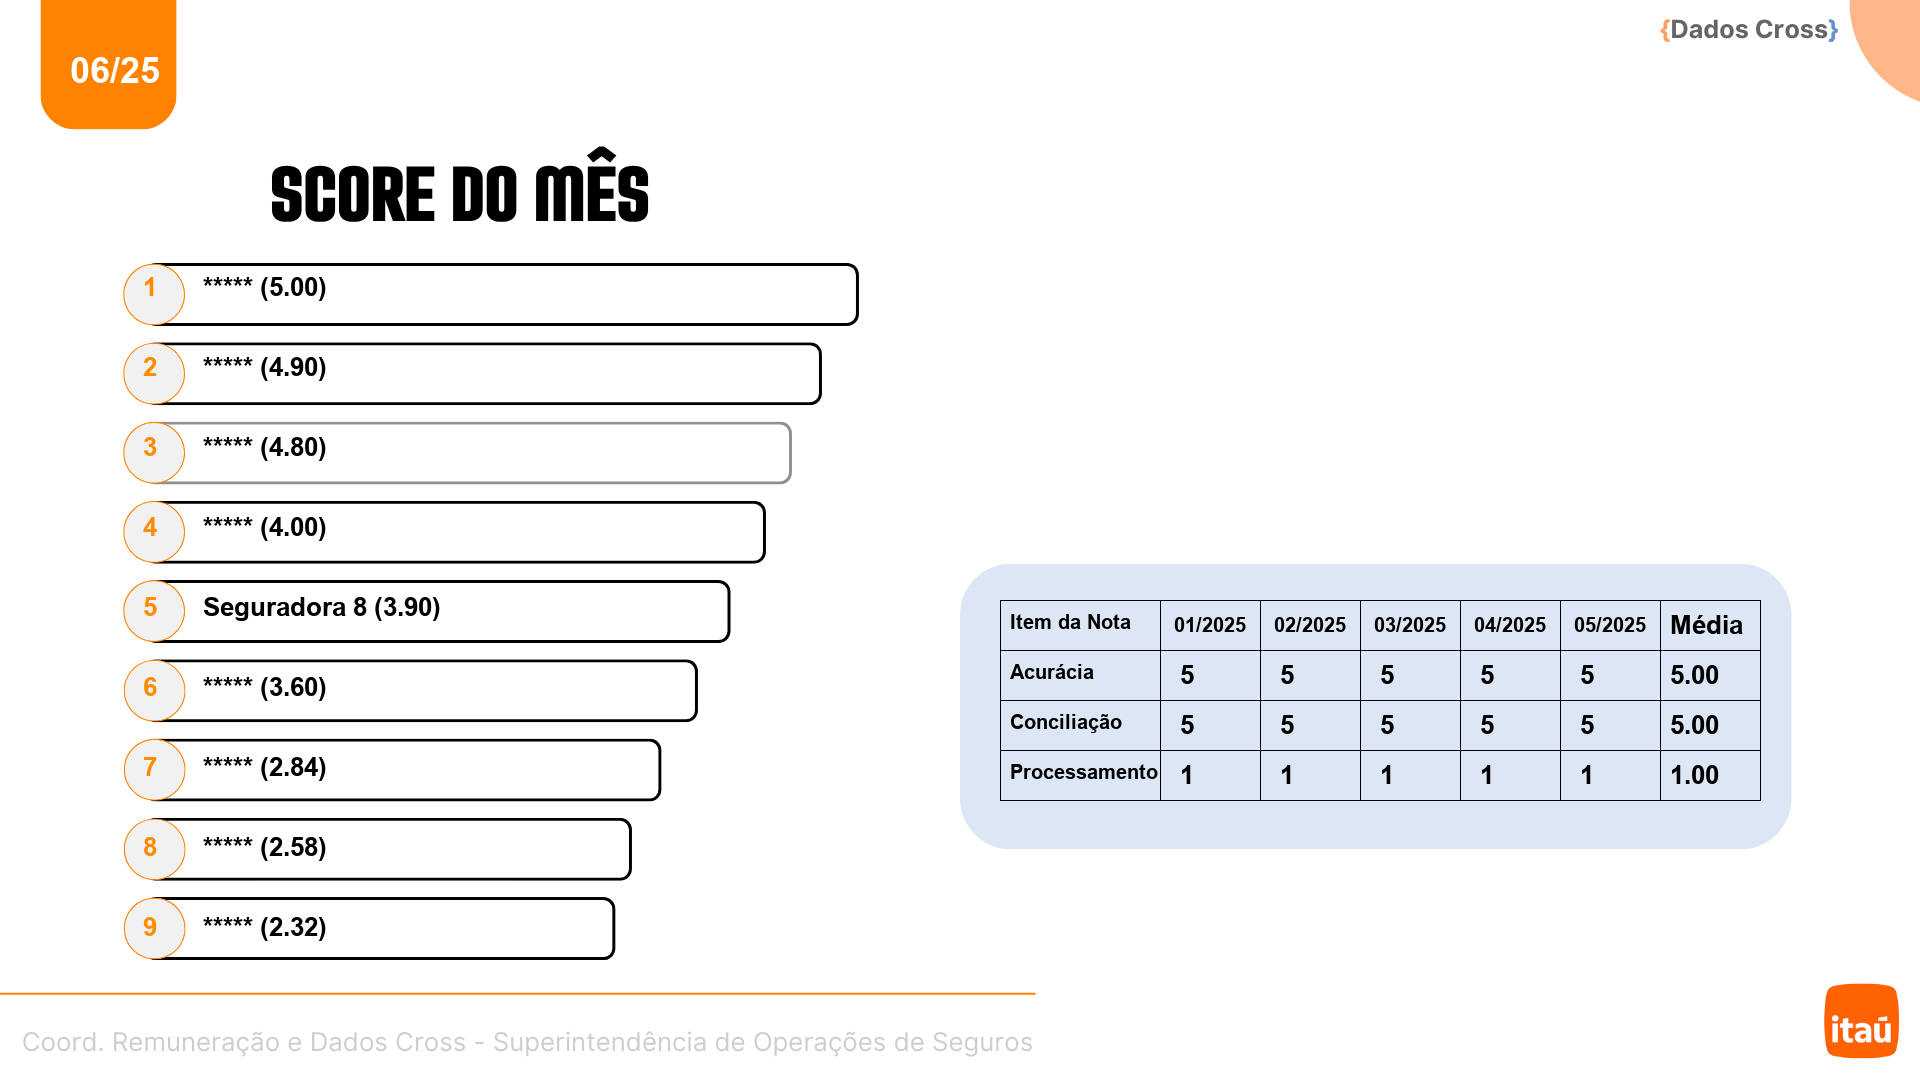 06/25
{Dados Cross}
SCORE DO MÊS
1 ***** (5.00)
2 ***** (4.90)
3 ***** (4.80)
4 ***** (4.00)
5 Seguradora 8 (3.90)
6 ***** (3.60)
7 ***** (2.84)
8 ***** (2.58)
9 ***** (2.32)
Item da Nota 01/2025 02/2025 03/2025 04/2025 05/2025 Média
Acurácia 5 5 5 5 5 5.00
Conciliação 5 5 5 5 5 5.00
Processamento 1 1 1 1 1 1.00
Coord. Remuneração e Dados Cross - Superintendência de Operações de Seguros
itaú